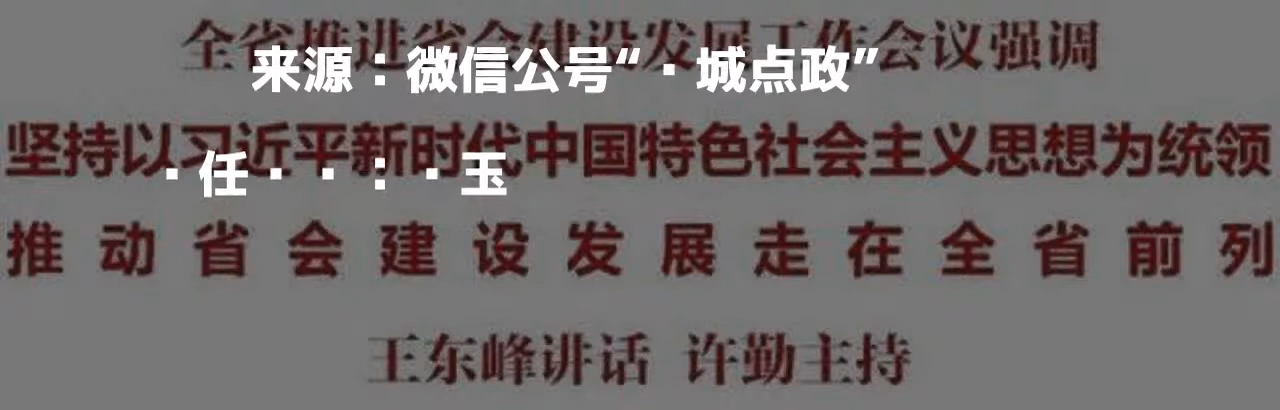 全省推进省会建设发展工作会议强调
来源：微信公号“·城点政”
坚持以习近平新时代中国特色社会主义思想为统领
·任··：·玉
推动省会建设发展走在全省前列
王东峰讲话 许勤主持